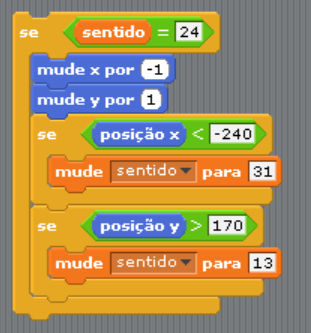 se sentido = 24
mude x por -1
mude y por 1
se posição x < -240
mude sentido para 31
se posição y > 170
mude sentido para 13